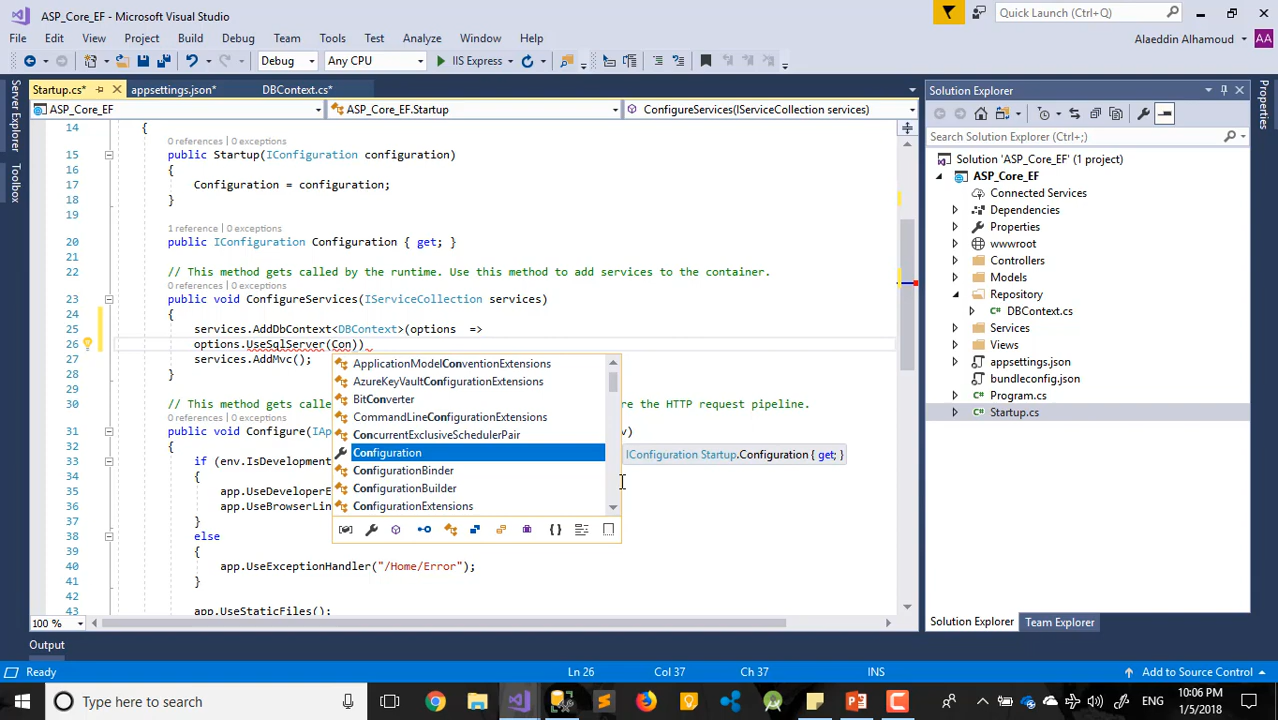 ASP_Core_EF - Microsoft Visual Studio
Quick Launch (Ctrl+Q)
File Edit View Project Build Debug Team Tools Test Analyze Window Help
Alaeddin Alhamoud AA
Debug Any CPU IIS Express
Startup.cs* appsettings.json* DBContext.cs*
ASP_Core_EF ASP_Core_EF.Startup ConfigureServices(IServiceCollection services)
Server Explorer
Toolbox
14 {
0 references | 0 exceptions
15 public Startup(IConfiguration configuration)
16 {
17 Configuration = configuration;
18 }
19
1 reference | 0 exceptions
20 public IConfiguration Configuration { get; }
21
22 // This method gets called by the runtime. Use this method to add services to the container.
0 references | 0 exceptions
23 public void ConfigureServices(IServiceCollection services)
24 {
25 services.AddDbContext<DBContext>(options =>
26 options.UseSqlServer(Con))
27 services.AddMvc();
28 }
29
30 // This method gets call re the HTTP request pipeline.
0 references | 0 exceptions
31 public void Configure(IAp v)
32 {
33 if (env.IsDevelopment
34 {
35 app.UseDeveloperE
36 app.UseBrowserLin
37 }
38 else
39 {
40 app.UseExceptionHandler("/Home/Error");
41 }
42
43 app.UseStaticFiles();
ApplicationModelConventionExtensions
AzureKeyVaultConfigurationExtensions
BitConverter
CommandLineConfigurationExtensions
ConcurrentExclusiveSchedulerPair
Configuration
ConfigurationBinder
ConfigurationBuilder
ConfigurationExtensions
IConfiguration Startup.Configuration { get; }
100 %
Output
Solution Explorer
Search Solution Explorer (Ctrl+;)
Solution 'ASP_Core_EF' (1 project)
ASP_Core_EF
Connected Services
Dependencies
Properties
wwwroot
Controllers
Models
Repository
DBContext.cs
Services
appsettings.json
bundleconfig.json
Program.cs
Startup.cs
Solution Explorer Team Explorer
Properties
Ready Ln 26 Col 37 Ch 37 INS Add to Source Control
Type here to search
ENG
10:06 PM
1/5/2018